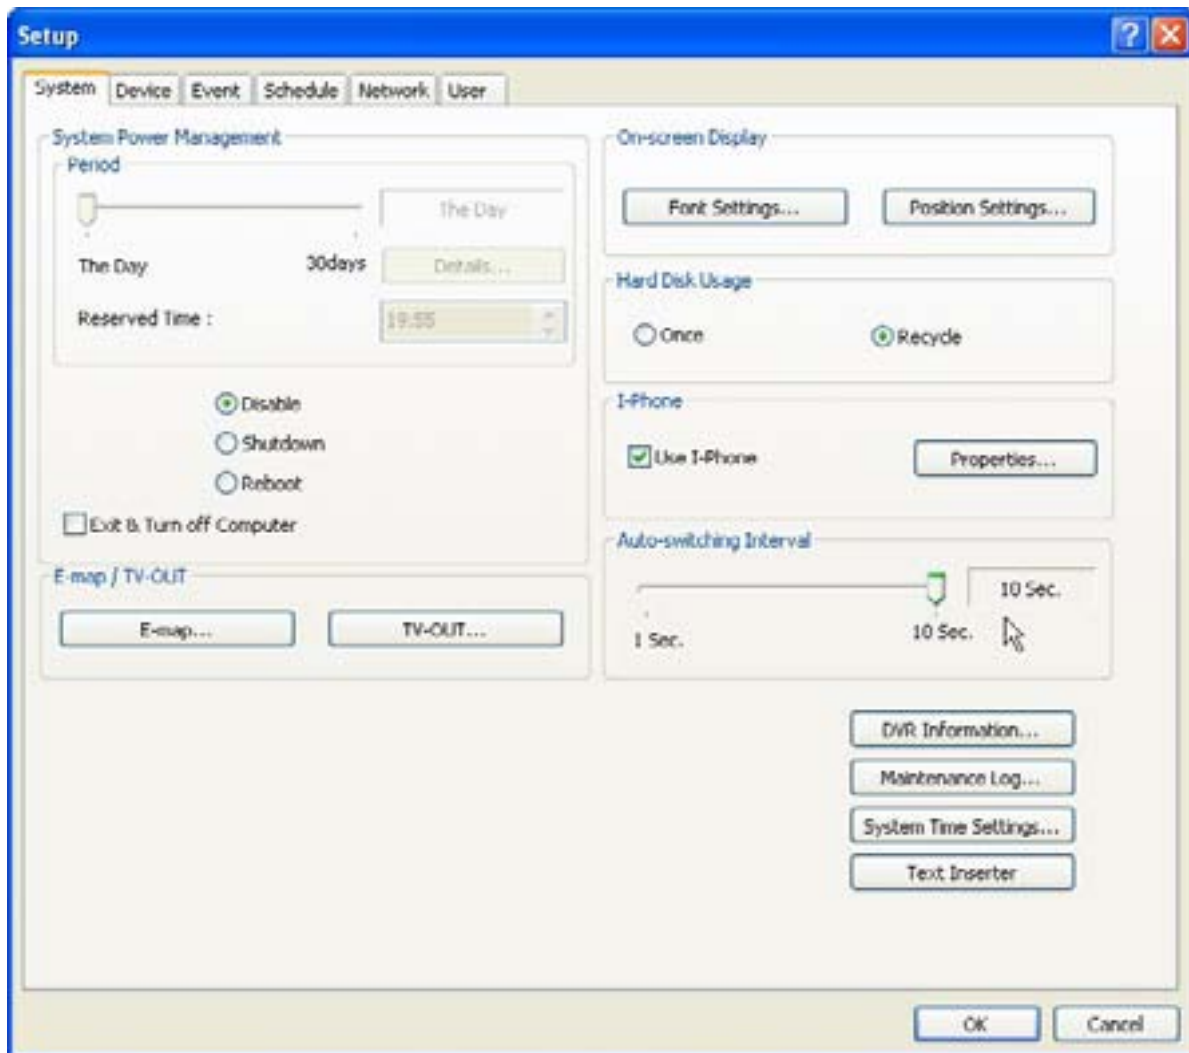 Setup
System Device Event Schedule Network User
System Power Management
Period
The Day
The Day 30days Details...
Reserved Time : 19:55
Disable
Shutdown
Reboot
Exit & Turn off Computer
E-map / TV-OUT
E-map... TV-OUT...
On-screen Display
Font Settings... Position Settings...
Hard Disk Usage
Once Recycle
I-Phone
Use I-Phone Properties...
Auto-switching Interval
10 Sec.
1 Sec. 10 Sec.
DVR Information...
Maintenance Log...
System Time Settings...
Text Inserter
OK Cancel